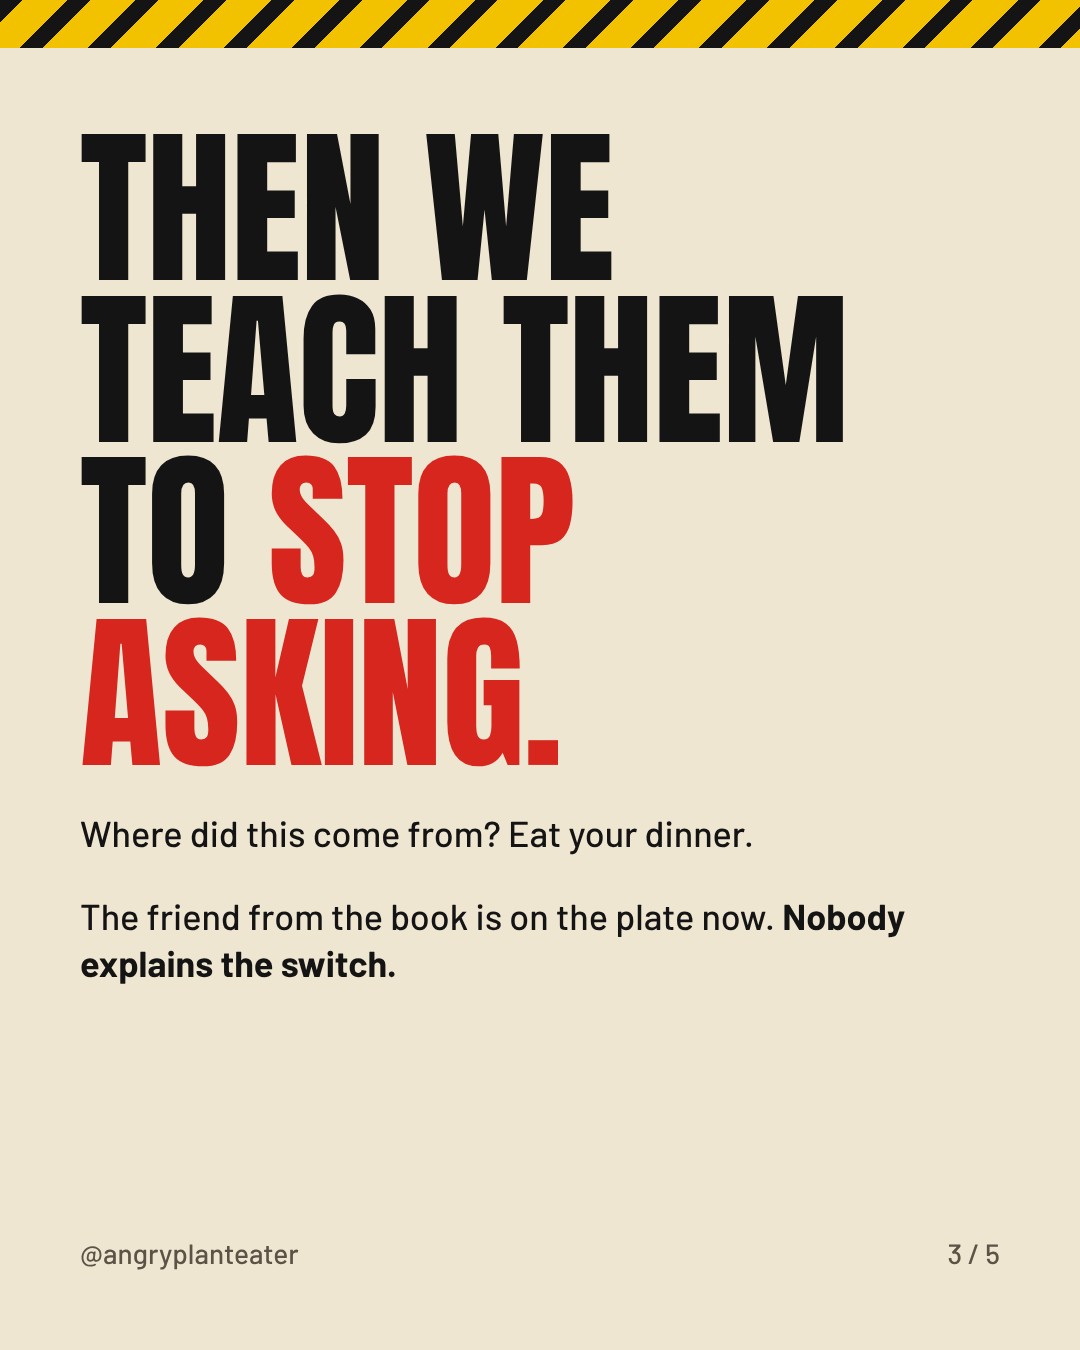 THEN WE
TEACH THEM
TO STOP
ASKING.
Where did this come from? Eat your dinner.
The friend from the book is on the plate now. Nobody
explains the switch.
@angryplanteater
3 / 5